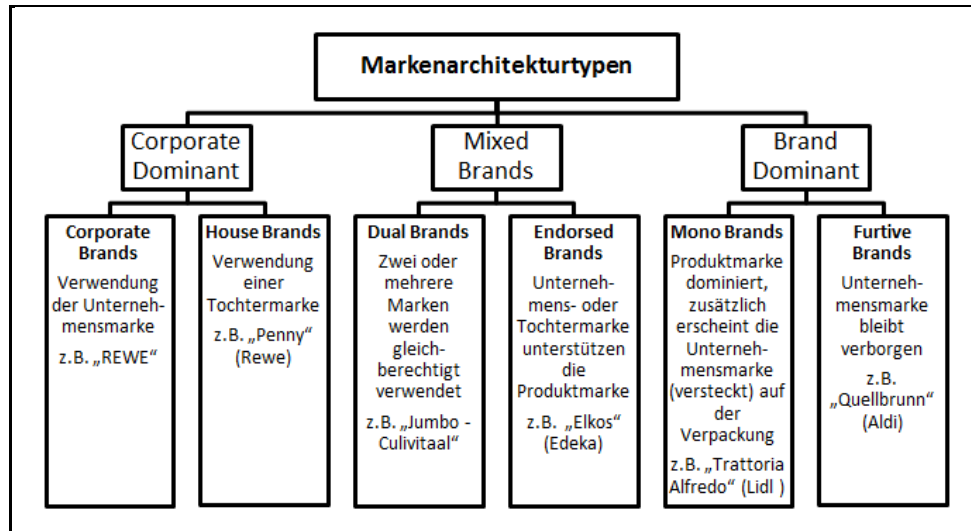 Markenarchitekturtypen
Corporate
Dominant
Mixed
Brands
Brand
Dominant
Corporate
Brands
Verwendung
der Unterneh-
mensmarke
z.B. „REWE“
House Brands
Verwendung
einer
Tochtermarke
z.B. „Penny“
(Rewe)
Dual Brands
Zwei oder
mehrere
Marken
werden
gleich-
berechtigt
verwendet
z.B. „Jumbo -
Culivitaal“
Endorsed
Brands
Unterneh-
mens- oder
Tochtermarke
unterstützen
die
Produktmarke
z.B. „Elkos“
(Edeka)
Mono Brands
Produktmarke
dominiert,
zusätzlich
erscheint die
Unterneh-
mensmarke
(versteckt) auf
der
Verpackung
z.B. „Trattoria
Alfredo“ (Lidl )
Furtive
Brands
Unterneh-
mensmarke
bleibt
verborgen
z.B.
„Quellbrunn“
(Aldi)